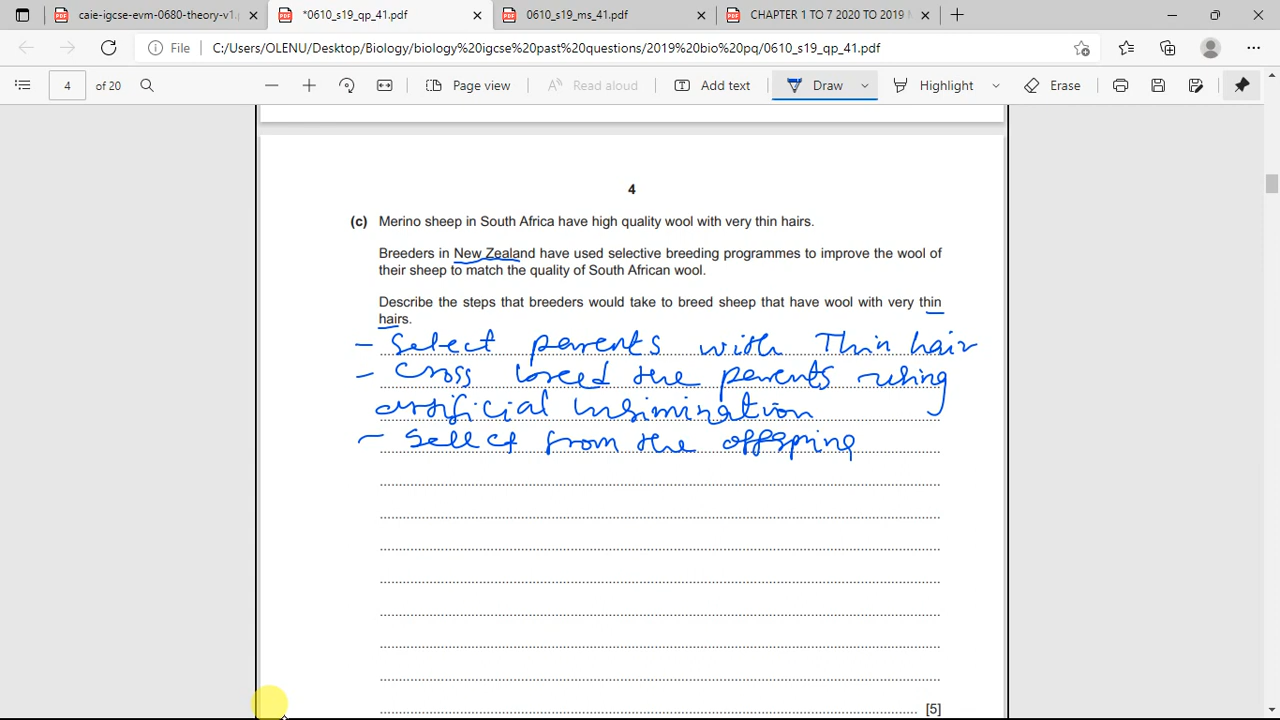 caie-igcse-evm-0680-theory-v1.p
*0610_s19_qp_41.pdf
0610_s19_ms_41.pdf
CHAPTER 1 TO 7 2020 TO 2019
File
C:/Users/OLENU/Desktop/Biology/biology%20igcse%20past%20questions/2019%20bio%20pq/0610_s19_qp_41.pdf
4 of 20
Page view
Read aloud
Add text
Draw
Highlight
Erase
4
(c) Merino sheep in South Africa have high quality wool with very thin hairs.
Breeders in New Zealand have used selective breeding programmes to improve the wool of
their sheep to match the quality of South African wool.
Describe the steps that breeders would take to breed sheep that have wool with very thin
hairs.
- Select parents with Thin hair
- Cross breed the parents using
artificial insimination
- Select from the offspring
[5]